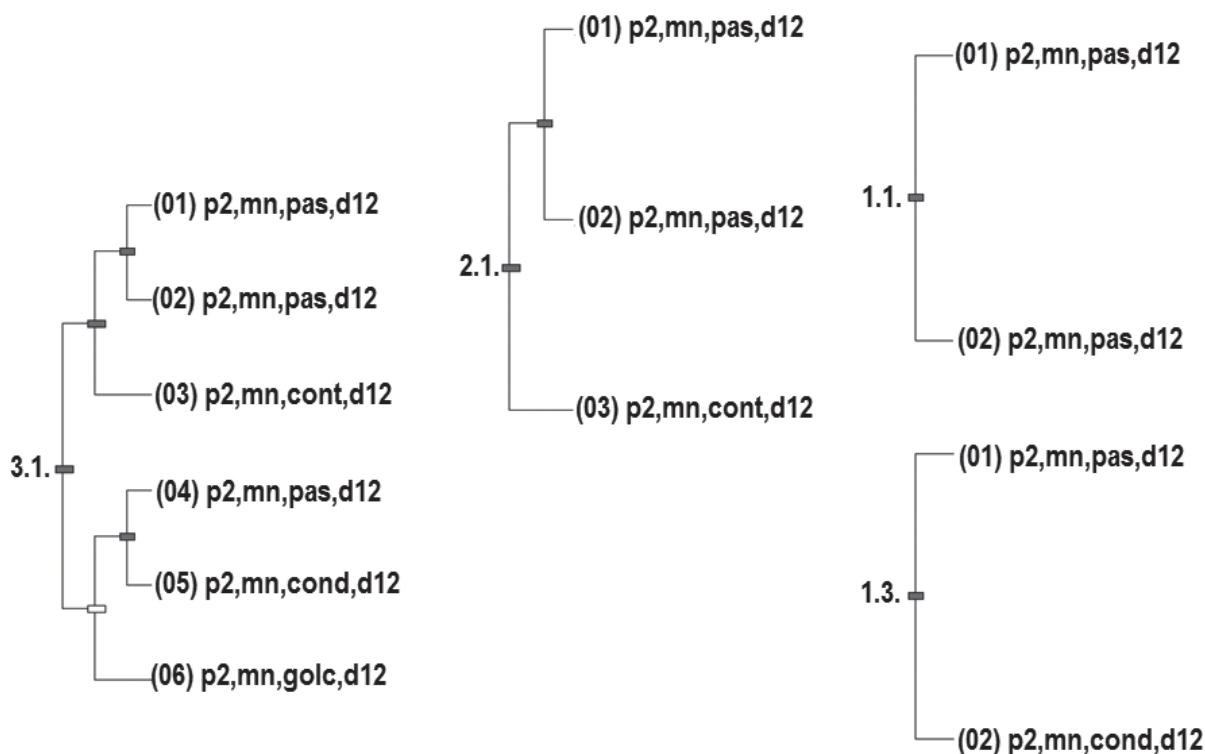 (01) p2,mn,pas,d12
(02) p2,mn,pas,d12
(03) p2,mn,cont,d12
3.1.
(04) p2,mn,pas,d12
(05) p2,mn,cond,d12
(06) p2,mn,golc,d12
(01) p2,mn,pas,d12
(02) p2,mn,pas,d12
2.1.
(03) p2,mn,cont,d12
(01) p2,mn,pas,d12
1.1.
(02) p2,mn,pas,d12
(01) p2,mn,pas,d12
1.3.
(02) p2,mn,cond,d12